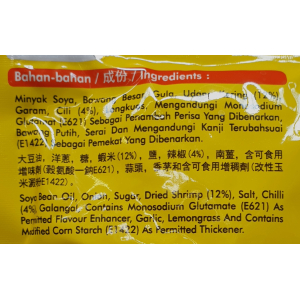 Bahan-bahan / 成份 / Ingredients :
Minyak Soya, Bawang Besar, Gula, Udang Kering (12%),
Garam, Cili (4%), Lengkuas, Mengandungi Monosodium
Glutamat (E621) Sebagai Penambah Perisa Yang Dibenarkan,
Bawang Putih, Serai Dan Mengandungi Kanji Terubahsuai
(E1422) Sebagai Pemekat Yang Dibenarkan.
大豆油, 洋葱, 糖, 虾米(12%), 盐, 辣椒(4%), 南薑, 含可食用
增味剂(谷氨酸一钠E621), 蒜头, 香茅和含可食用增稠剂(改性玉
米淀粉E1422).
Soya Bean Oil, Onion, Sugar, Dried Shrimp (12%), Salt, Chilli
(4%), Galangal, Contains Monosodium Glutamate (E621) As
Permitted Flavour Enhancer, Garlic, Lemongrass And Contains
Modified Corn Starch (E1422) As Permitted Thickener.